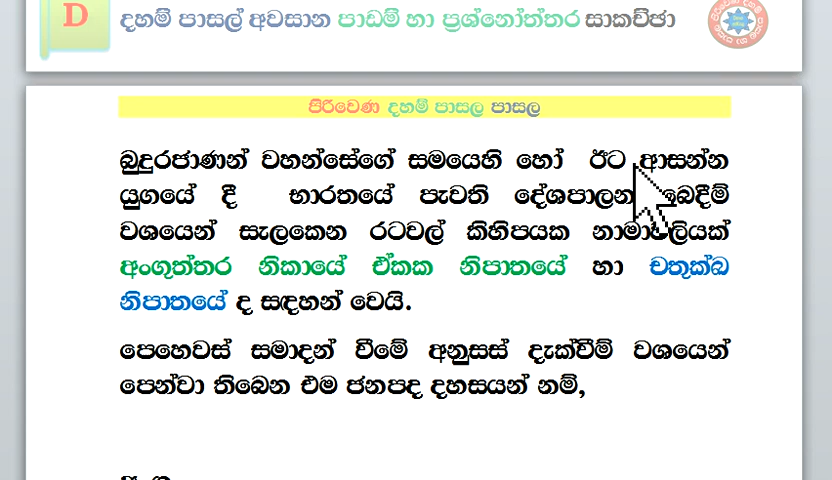 D
දහම් පාසල් අවසාන පාඩම් හා ප්‍රශ්නෝත්තර සාකච්ඡා
පිරිවෙණ දහම් පාසල පාසල
බුදුරජාණන් වහන්සේගේ සමයෙහි හෝ ඊට ආසන්න
යුගයේ දී භාරතයේ පැවති දේශපාලන බෙදීම්
වශයෙන් සැලකෙන රටවල් කිහිපයක නාමාවලියක්
අංගුත්තර නිකායේ ඒකක නිපාතයේ හා චතුක්ඛ
නිපාතයේ ද සඳහන් වෙයි.
පෙහෙවස් සමාදන් වීමේ අනුසස් දැක්වීම් වශයෙන්
පෙන්වා තිබෙන එම ජනපද දහසයන් නම්,